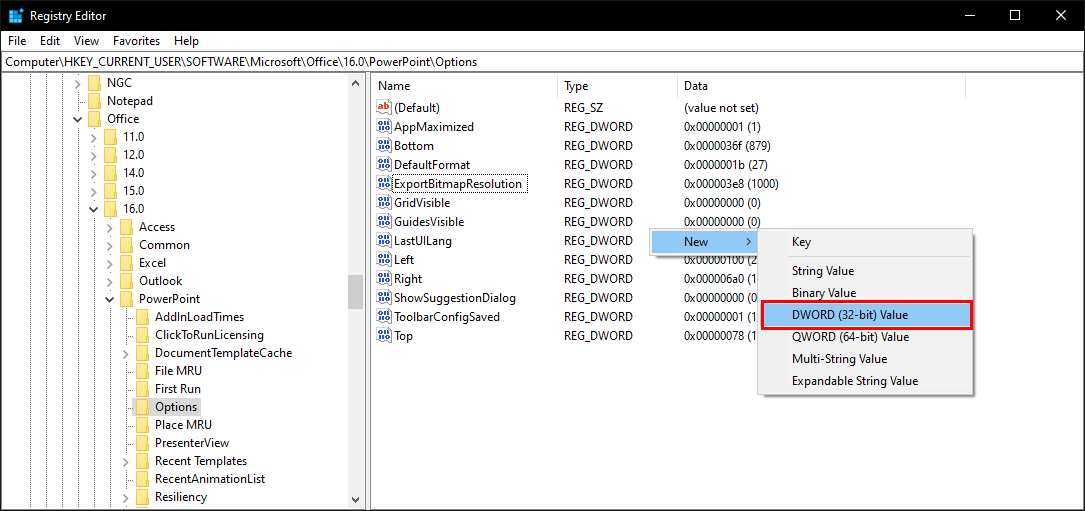 Registry Editor
File Edit View Favorites Help
Computer\HKEY_CURRENT_USER\SOFTWARE\Microsoft\Office\16.0\PowerPoint\Options
NGC
Notepad
Office
11.0
12.0
14.0
15.0
16.0
Access
Common
Excel
Outlook
PowerPoint
AddInLoadTimes
ClickToRunLicensing
DocumentTemplateCache
File MRU
First Run
Options
Place MRU
PresenterView
Recent Templates
RecentAnimationList
Resiliency
Name Type Data
(Default) REG_SZ (value not set)
AppMaximized REG_DWORD 0x00000001 (1)
Bottom REG_DWORD 0x0000036f (879)
DefaultFormat REG_DWORD 0x0000001b (27)
ExportBitmapResolution REG_DWORD 0x000003e8 (1000)
GridVisible REG_DWORD 0x00000000 (0)
GuidesVisible REG_DWORD 0x00000000 (0)
LastUILang REG_DWORD
Left REG_DWORD 0x00000100 (2
Right REG_DWORD 0x000006a0 (1
ShowSuggestionDialog REG_DWORD 0x00000000 (0
ToolbarConfigSaved REG_DWORD 0x00000001 (1
Top REG_DWORD 0x00000078 (1
New
Key
String Value
Binary Value
DWORD (32-bit) Value
QWORD (64-bit) Value
Multi-String Value
Expandable String Value